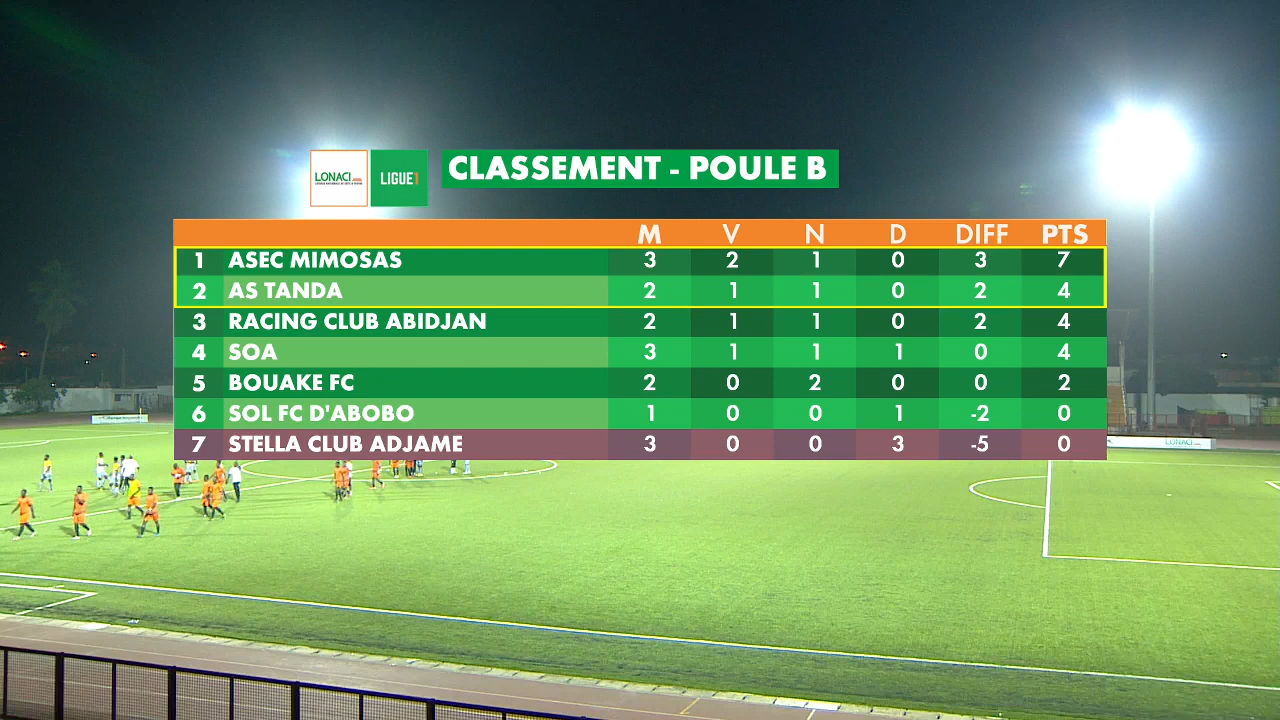 LONACI
LIGUE1
CLASSEMENT - POULE B
M V N D DIFF PTS
1 ASEC MIMOSAS 3 2 1 0 3 7
2 AS TANDA 2 1 1 0 2 4
3 RACING CLUB ABIDJAN 2 1 1 0 2 4
4 SOA 3 1 1 1 0 4
5 BOUAKE FC 2 0 2 0 0 2
6 SOL FC D'ABOBO 1 0 0 1 -2 0
7 STELLA CLUB ADJAME 3 0 0 3 -5 0
LONACI